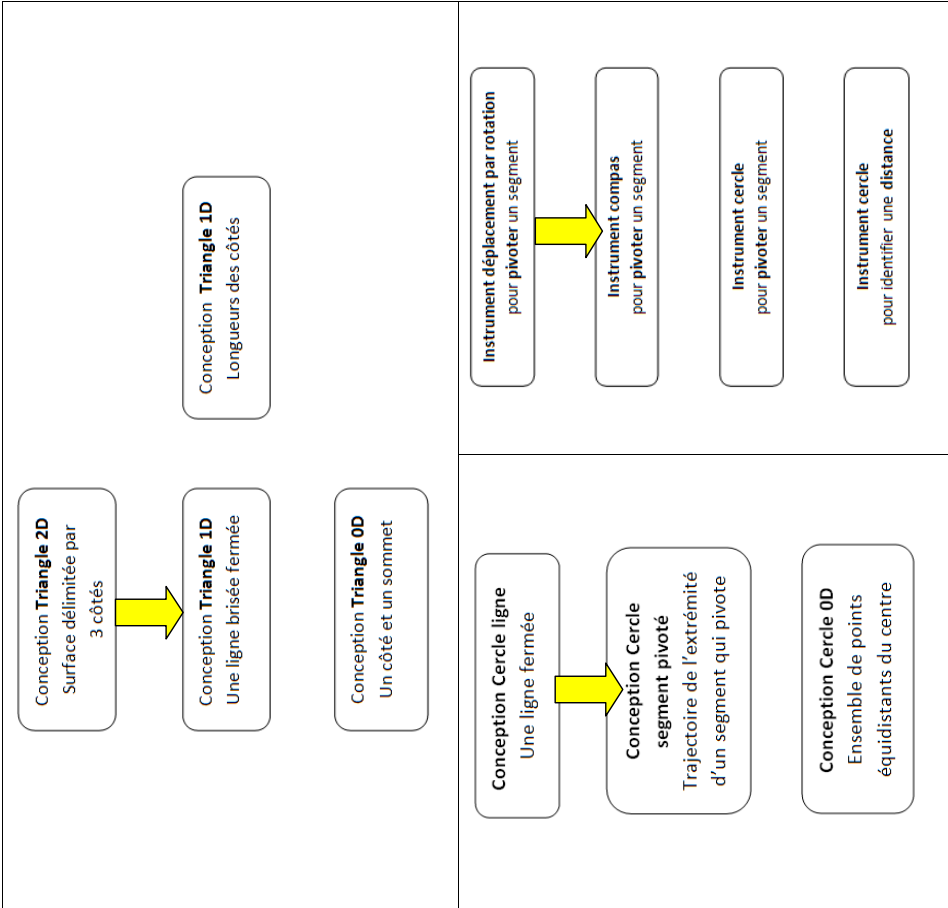 Conception Triangle 2D
Surface délimitée par
3 côtés
Conception Triangle 1D
Une ligne brisée fermée
Conception Triangle 0D
Un côté et un sommet
Conception Triangle 1D
Longueurs des côtés
Conception Cercle ligne
Une ligne fermée
Conception Cercle
segment pivoté
Trajectoire de l'extrémité
d'un segment qui pivote
Conception Cercle 0D
Ensemble de points
équidistants du centre
Instrument déplacement par rotation
pour pivoter un segment
Instrument compas
pour pivoter un segment
Instrument cercle
pour pivoter un segment
Instrument cercle
pour identifier une distance